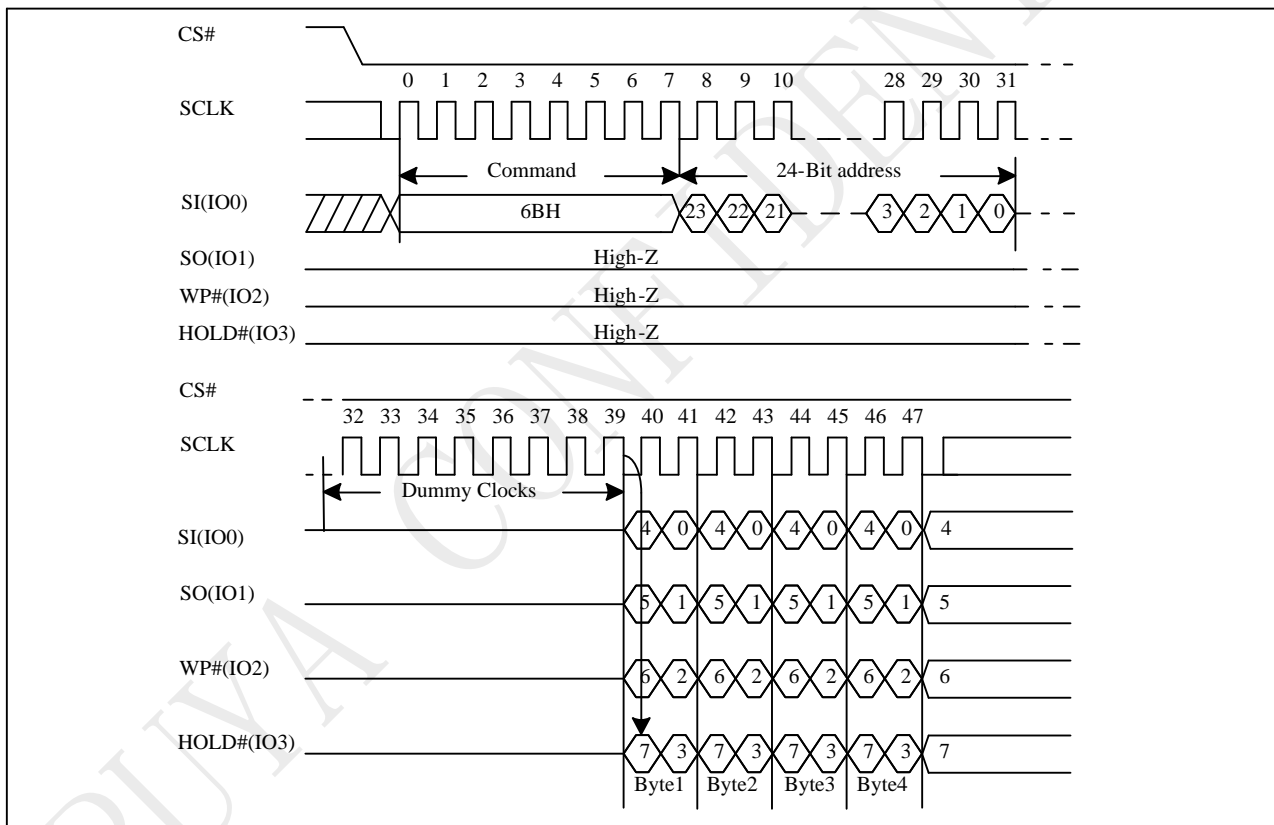 CS#
0 1 2 3 4 5 6 7 8 9 10 28 29 30 31
SCLK
Command 24-Bit address
SI(IO0) 6BH 23 22 21 3 2 1 0
SO(IO1) High-Z
WP#(IO2) High-Z
HOLD#(IO3) High-Z
CS#
32 33 34 35 36 37 38 39 40 41 42 43 44 45 46 47
SCLK
Dummy Clocks
SI(IO0) 4 0 4 0 4 0 4 0 4
SO(IO1) 5 1 5 1 5 1 5 1 5
WP#(IO2) 6 2 6 2 6 2 6 2 6
HOLD#(IO3) 7 3 7 3 7 3 7 3 7
Byte1 Byte2 Byte3 Byte4
PUYA CONFIDENT